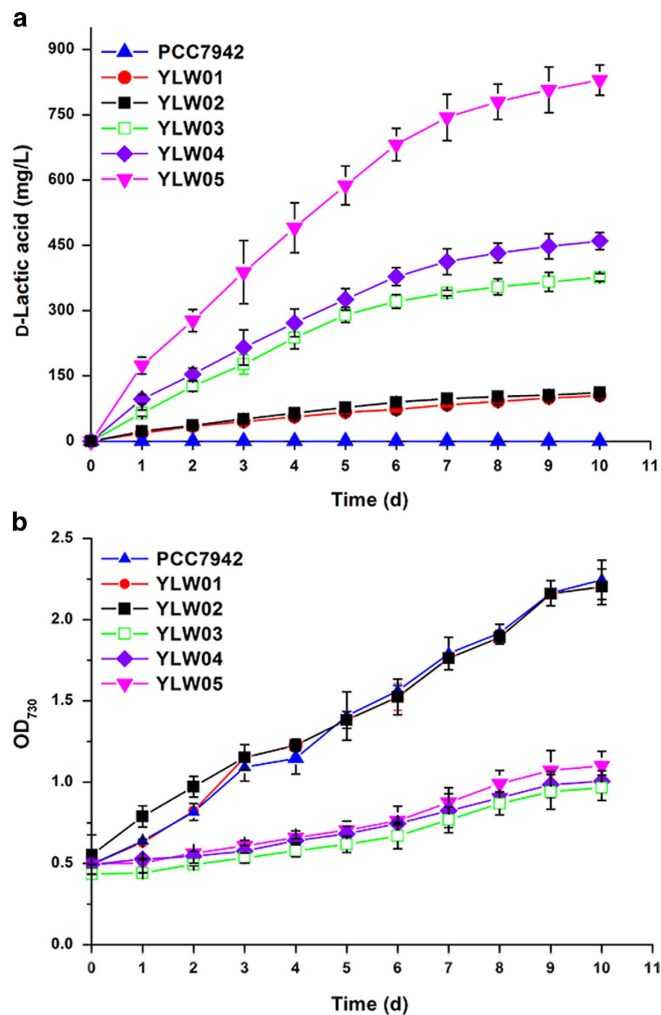 a
900
750
600
450
300
150
0
D-Lactic acid (mg/L)
PCC7942
YLW01
YLW02
YLW03
YLW04
YLW05
0 1 2 3 4 5 6 7 8 9 10 11
Time (d)
b
2.5
2.0
1.5
1.0
0.5
0.0
OD730
PCC7942
YLW01
YLW02
YLW03
YLW04
YLW05
0 1 2 3 4 5 6 7 8 9 10 11
Time (d)